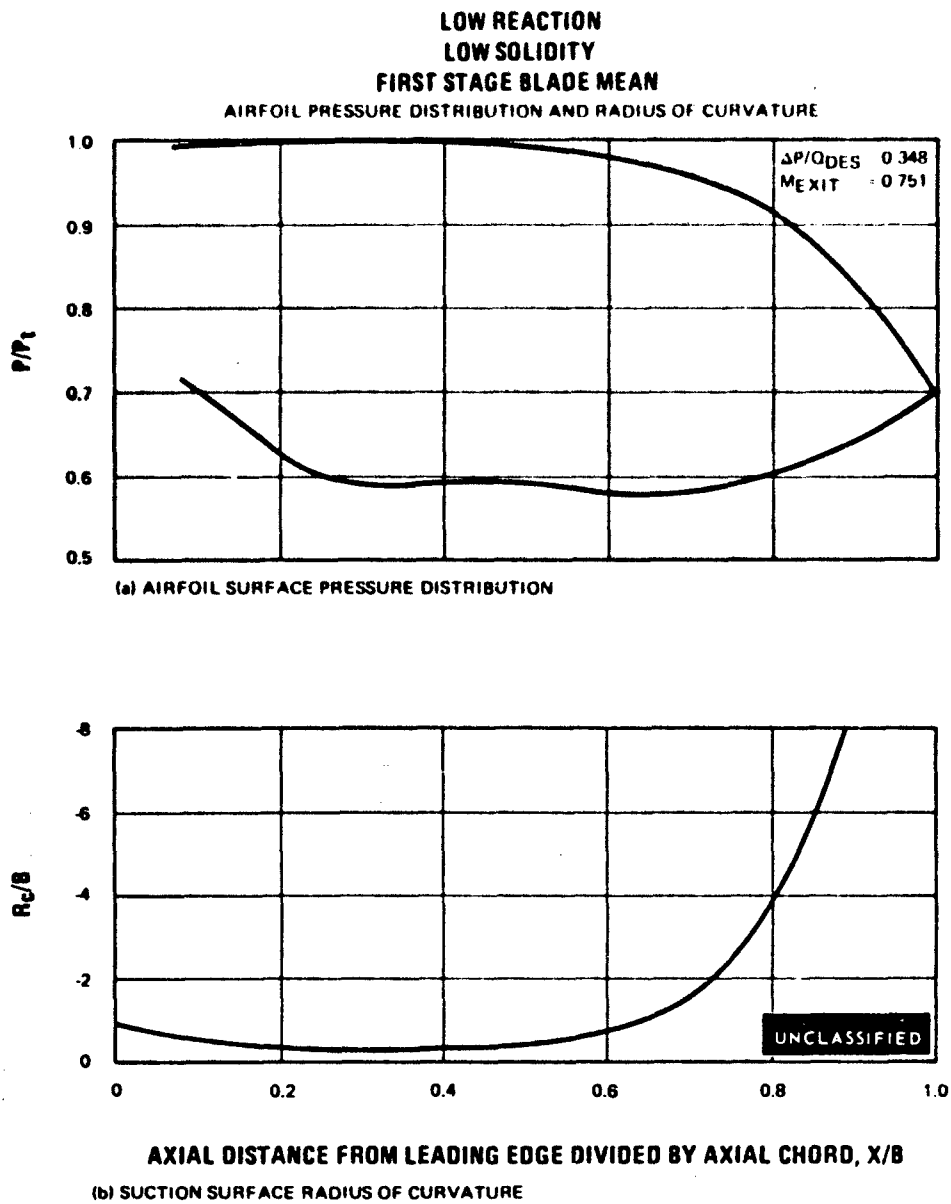 LOW REACTION
LOW SOLIDITY
FIRST STAGE BLADE MEAN
AIRFOIL PRESSURE DISTRIBUTION AND RADIUS OF CURVATURE
ΔP/QDES 0.348
MEXIT = 0.751
1.0
0.9
0.8
0.7
0.6
0.5
P/Pt
(a) AIRFOIL SURFACE PRESSURE DISTRIBUTION
-8
-6
-4
-2
0
Rc/B
UNCLASSIFIED
0 0.2 0.4 0.6 0.8 1.0
AXIAL DISTANCE FROM LEADING EDGE DIVIDED BY AXIAL CHORD, X/B
(b) SUCTION SURFACE RADIUS OF CURVATURE